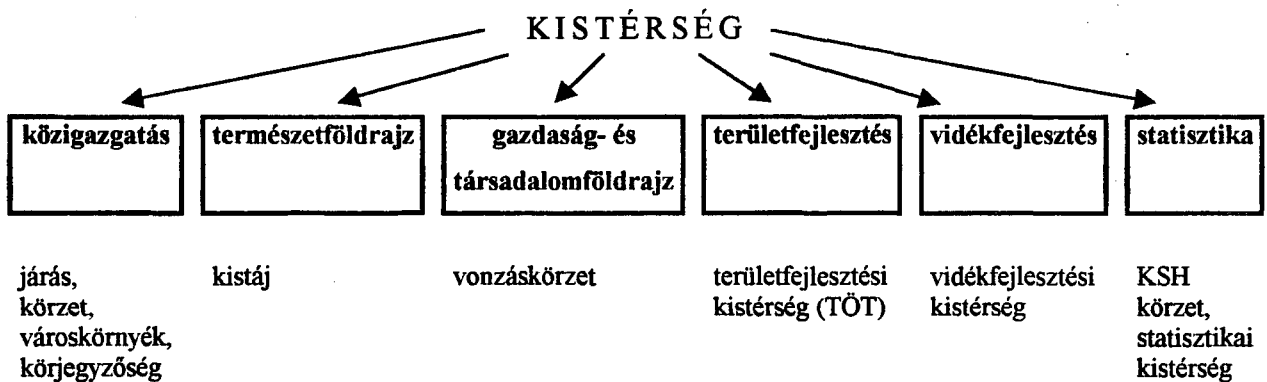 KISTÉRSÉG
közigazgatás
természetföldrajz
gazdaság- és
társadalomföldrajz
területfejlesztés
vidékfejlesztés
statisztika
járás,
körzet,
városkörnyék,
körjegyzőség
kistáj
vonzáskörzet
területfejlesztési
kistérség (TÖT)
vidékfejlesztési
kistérség
KSH
körzet,
statisztikai
kistérség